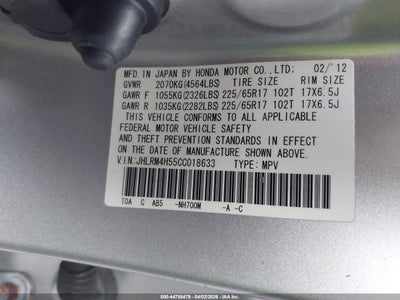 MFD.IN JAPAN BY HONDA MOTOR CO.,LTD. 02/'12
GVWR 2070KG(4564LBS) TIRE SIZE RIM SIZE
GAWR F 1055KG(2326LBS) 225/65R17 102T 17X6.5J
GAWR R 1035KG(2282LBS) 225/65R17 102T 17X6.5J
THIS VEHICLE CONFORMS TO ALL APPLICABLE
FEDERAL MOTOR VEHICLE SAFETY
AND THEFT PREVENTION STANDARDS IN EFFECT
ON THE DATE OF MANUFACTURE SHOWN ABOVE.
V.I.N:JHLRM4H55CC018633 TYPE: MPV
TOA C AB5 -NH700M -A -C
000-44755479 - 04/02/2026 - IAAI.COM